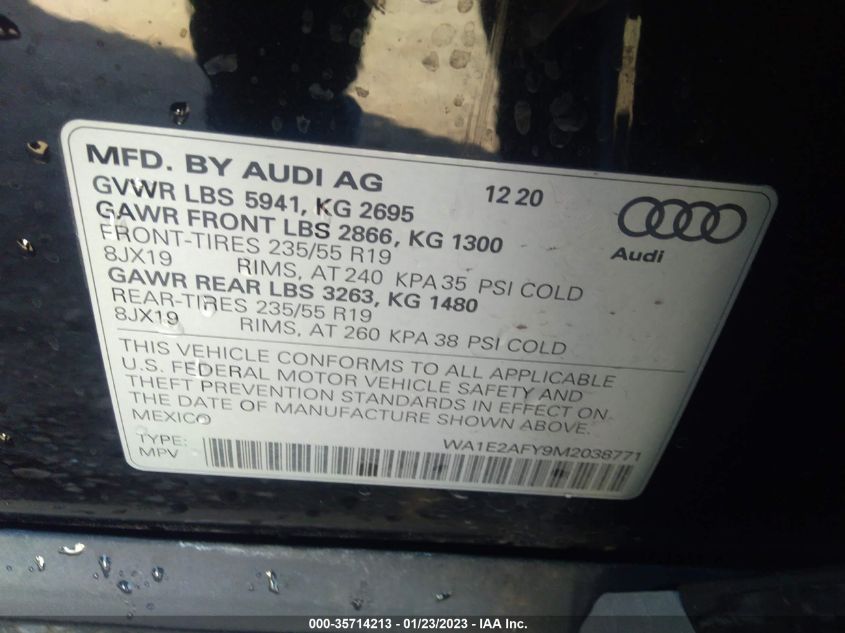 MFD. BY AUDI AG 12 20
GVWR LBS 5941, KG 2695
GAWR FRONT LBS 2866, KG 1300
FRONT-TIRES 235/55 R19
8JX19 RIMS, AT 240 KPA 35 PSI COLD
GAWR REAR LBS 3263, KG 1480
REAR-TIRES 235/55 R19
8JX19 RIMS, AT 260 KPA 38 PSI COLD
Audi
THIS VEHICLE CONFORMS TO ALL APPLICABLE
U.S. FEDERAL MOTOR VEHICLE SAFETY AND
THEFT PREVENTION STANDARDS IN EFFECT ON
THE DATE OF MANUFACTURE SHOWN ABOVE.
MEXICO
WA1E2AFY9M2038771
TYPE:
MPV
000-35714213 - 01/23/2023 - IAA Inc.